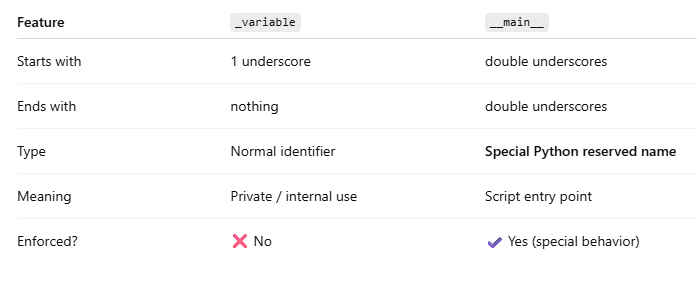 Feature _variable __main__
Starts with 1 underscore double underscores
Ends with nothing double underscores
Type Normal identifier Special Python reserved name
Meaning Private / internal use Script entry point
Enforced? ❌ No ✔ Yes (special behavior)